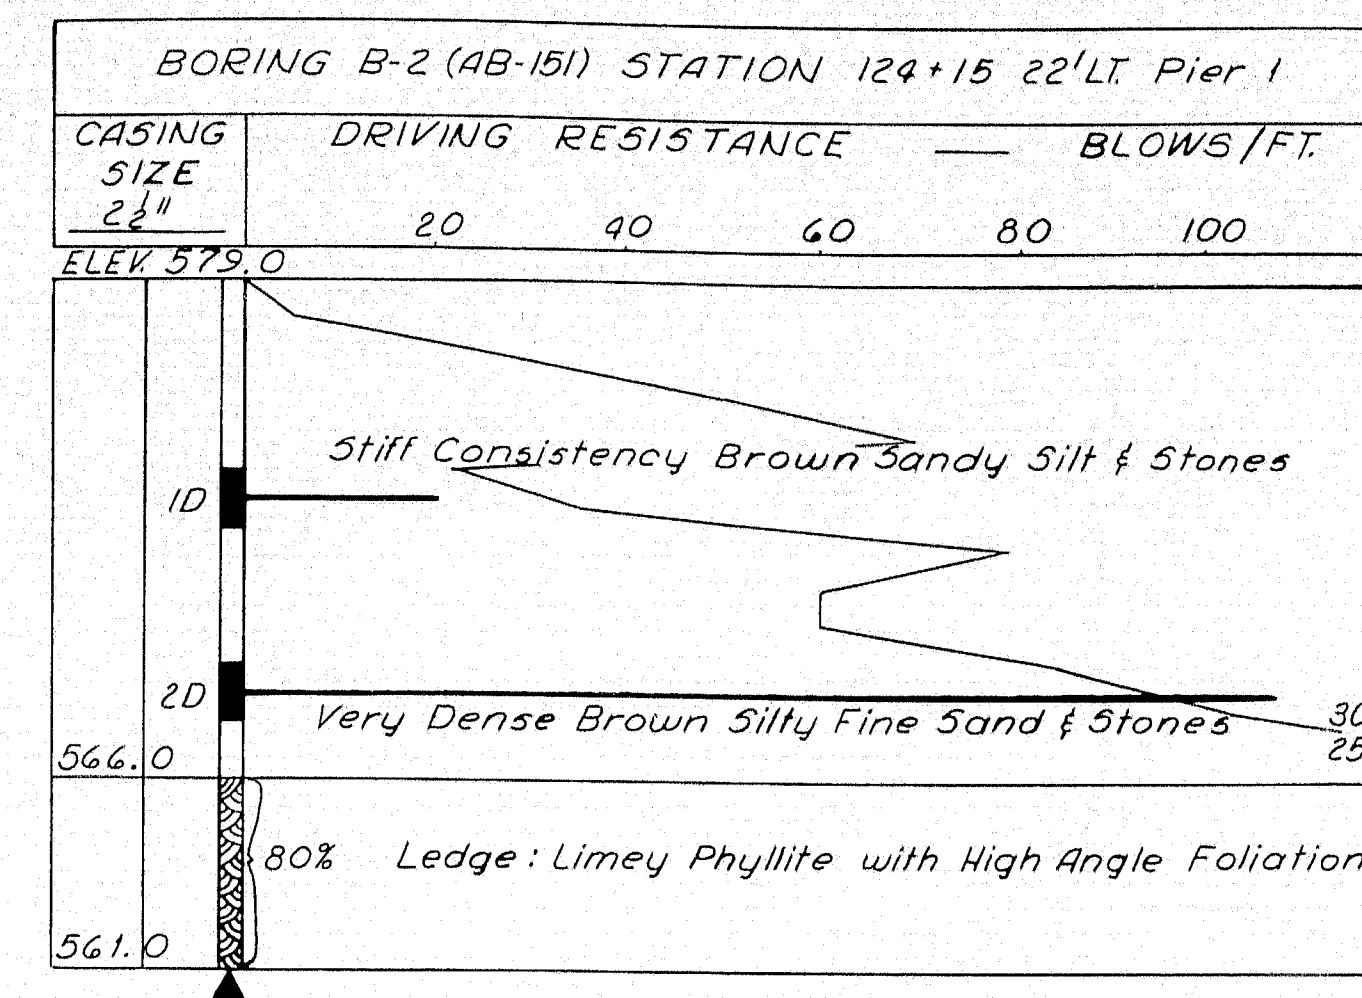 BORING B-2 (AB-151) STATION 124+15 22' LT. Pier 1
CASING SIZE 2½"
DRIVING RESISTANCE — BLOWS/FT.
20 40 60 80 100
ELEV. 579.0
Stiff Consistency Brown Sandy Silt & Stones
1D
2D
Very Dense Brown Silty Fine Sand & Stones
30
25
566.0
80% Ledge: Limey Phyllite with High Angle Foliation
561.0